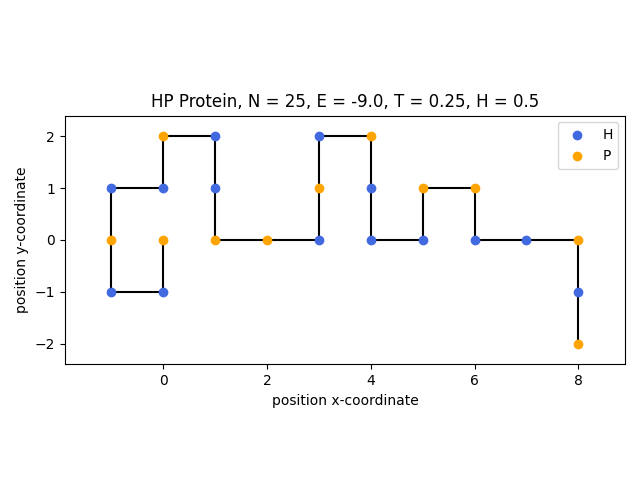 HP Protein, N = 25, E = -9.0, T = 0.25, H = 0.5
H
P
2
1
0
−1
−2
position y-coordinate
0 2 4 6 8
position x-coordinate